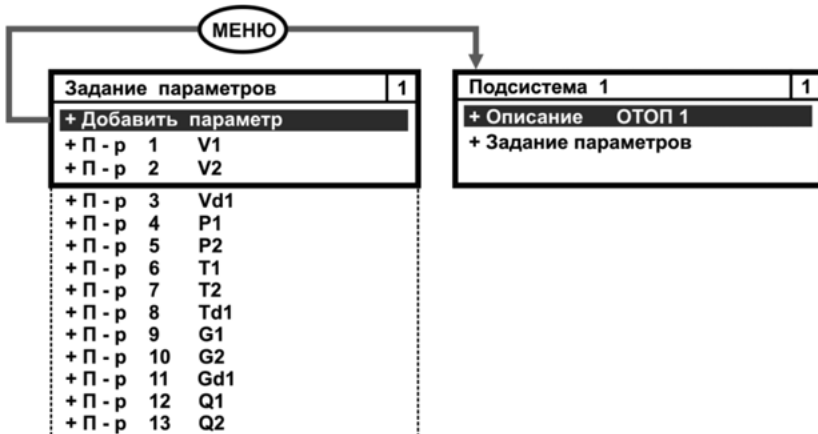 МЕНЮ
Задание параметров 1
+ Добавить параметр
+ П - р 1 V1
+ П - р 2 V2
+ П - р 3 Vd1
+ П - р 4 P1
+ П - р 5 P2
+ П - р 6 T1
+ П - р 7 T2
+ П - р 8 Td1
+ П - р 9 G1
+ П - р 10 G2
+ П - р 11 Gd1
+ П - р 12 Q1
+ П - р 13 Q2
Подсистема 1 1
+ Описание ОТОП 1
+ Задание параметров